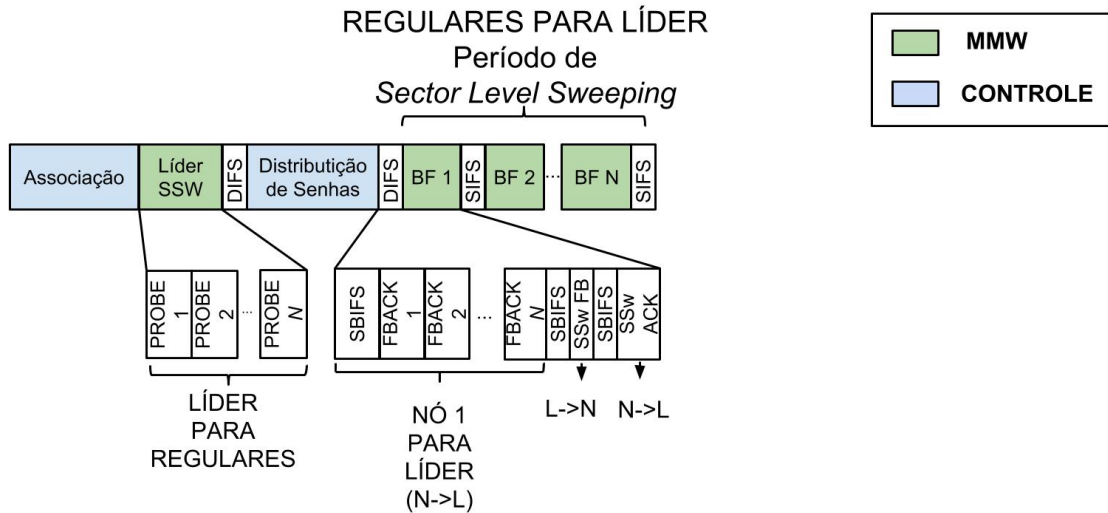 REGULARES PARA LÍDER
Período de
Sector Level Sweeping
MMW
CONTROLE
Associação
Líder
SSW
DIFS
Distributição
de Senhas
DIFS
BF 1
SIFS
BF 2
...
BF N
SIFS
PROBE
1
PROBE
2
...
PROBE
N
SBIFS
FBACK
1
FBACK
2
...
FBACK
N
SBIFS
SSw FB
SBIFS
SSw
ACK
LÍDER
PARA
REGULARES
NÓ 1
PARA
LÍDER
(N->L)
L->N
N->L